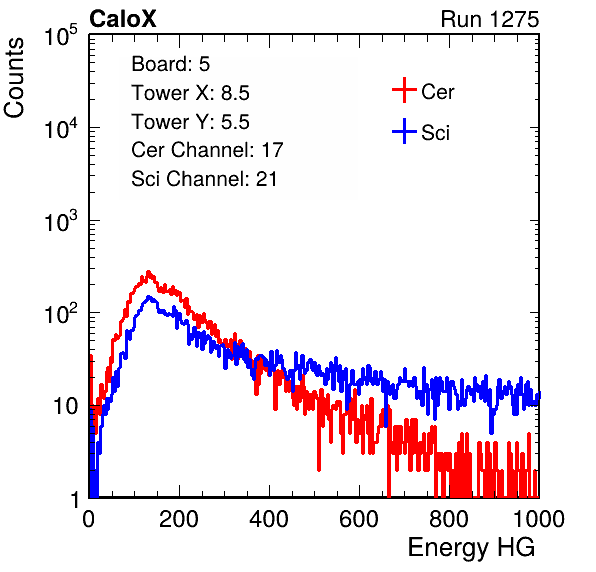 CaloX Run 1275
Counts
10^5
10^4
10^3
10^2
10
1
Board: 5
Tower X: 8.5
Tower Y: 5.5
Cer Channel: 17
Sci Channel: 21
Cer
Sci
0 200 400 600 800 1000
Energy HG